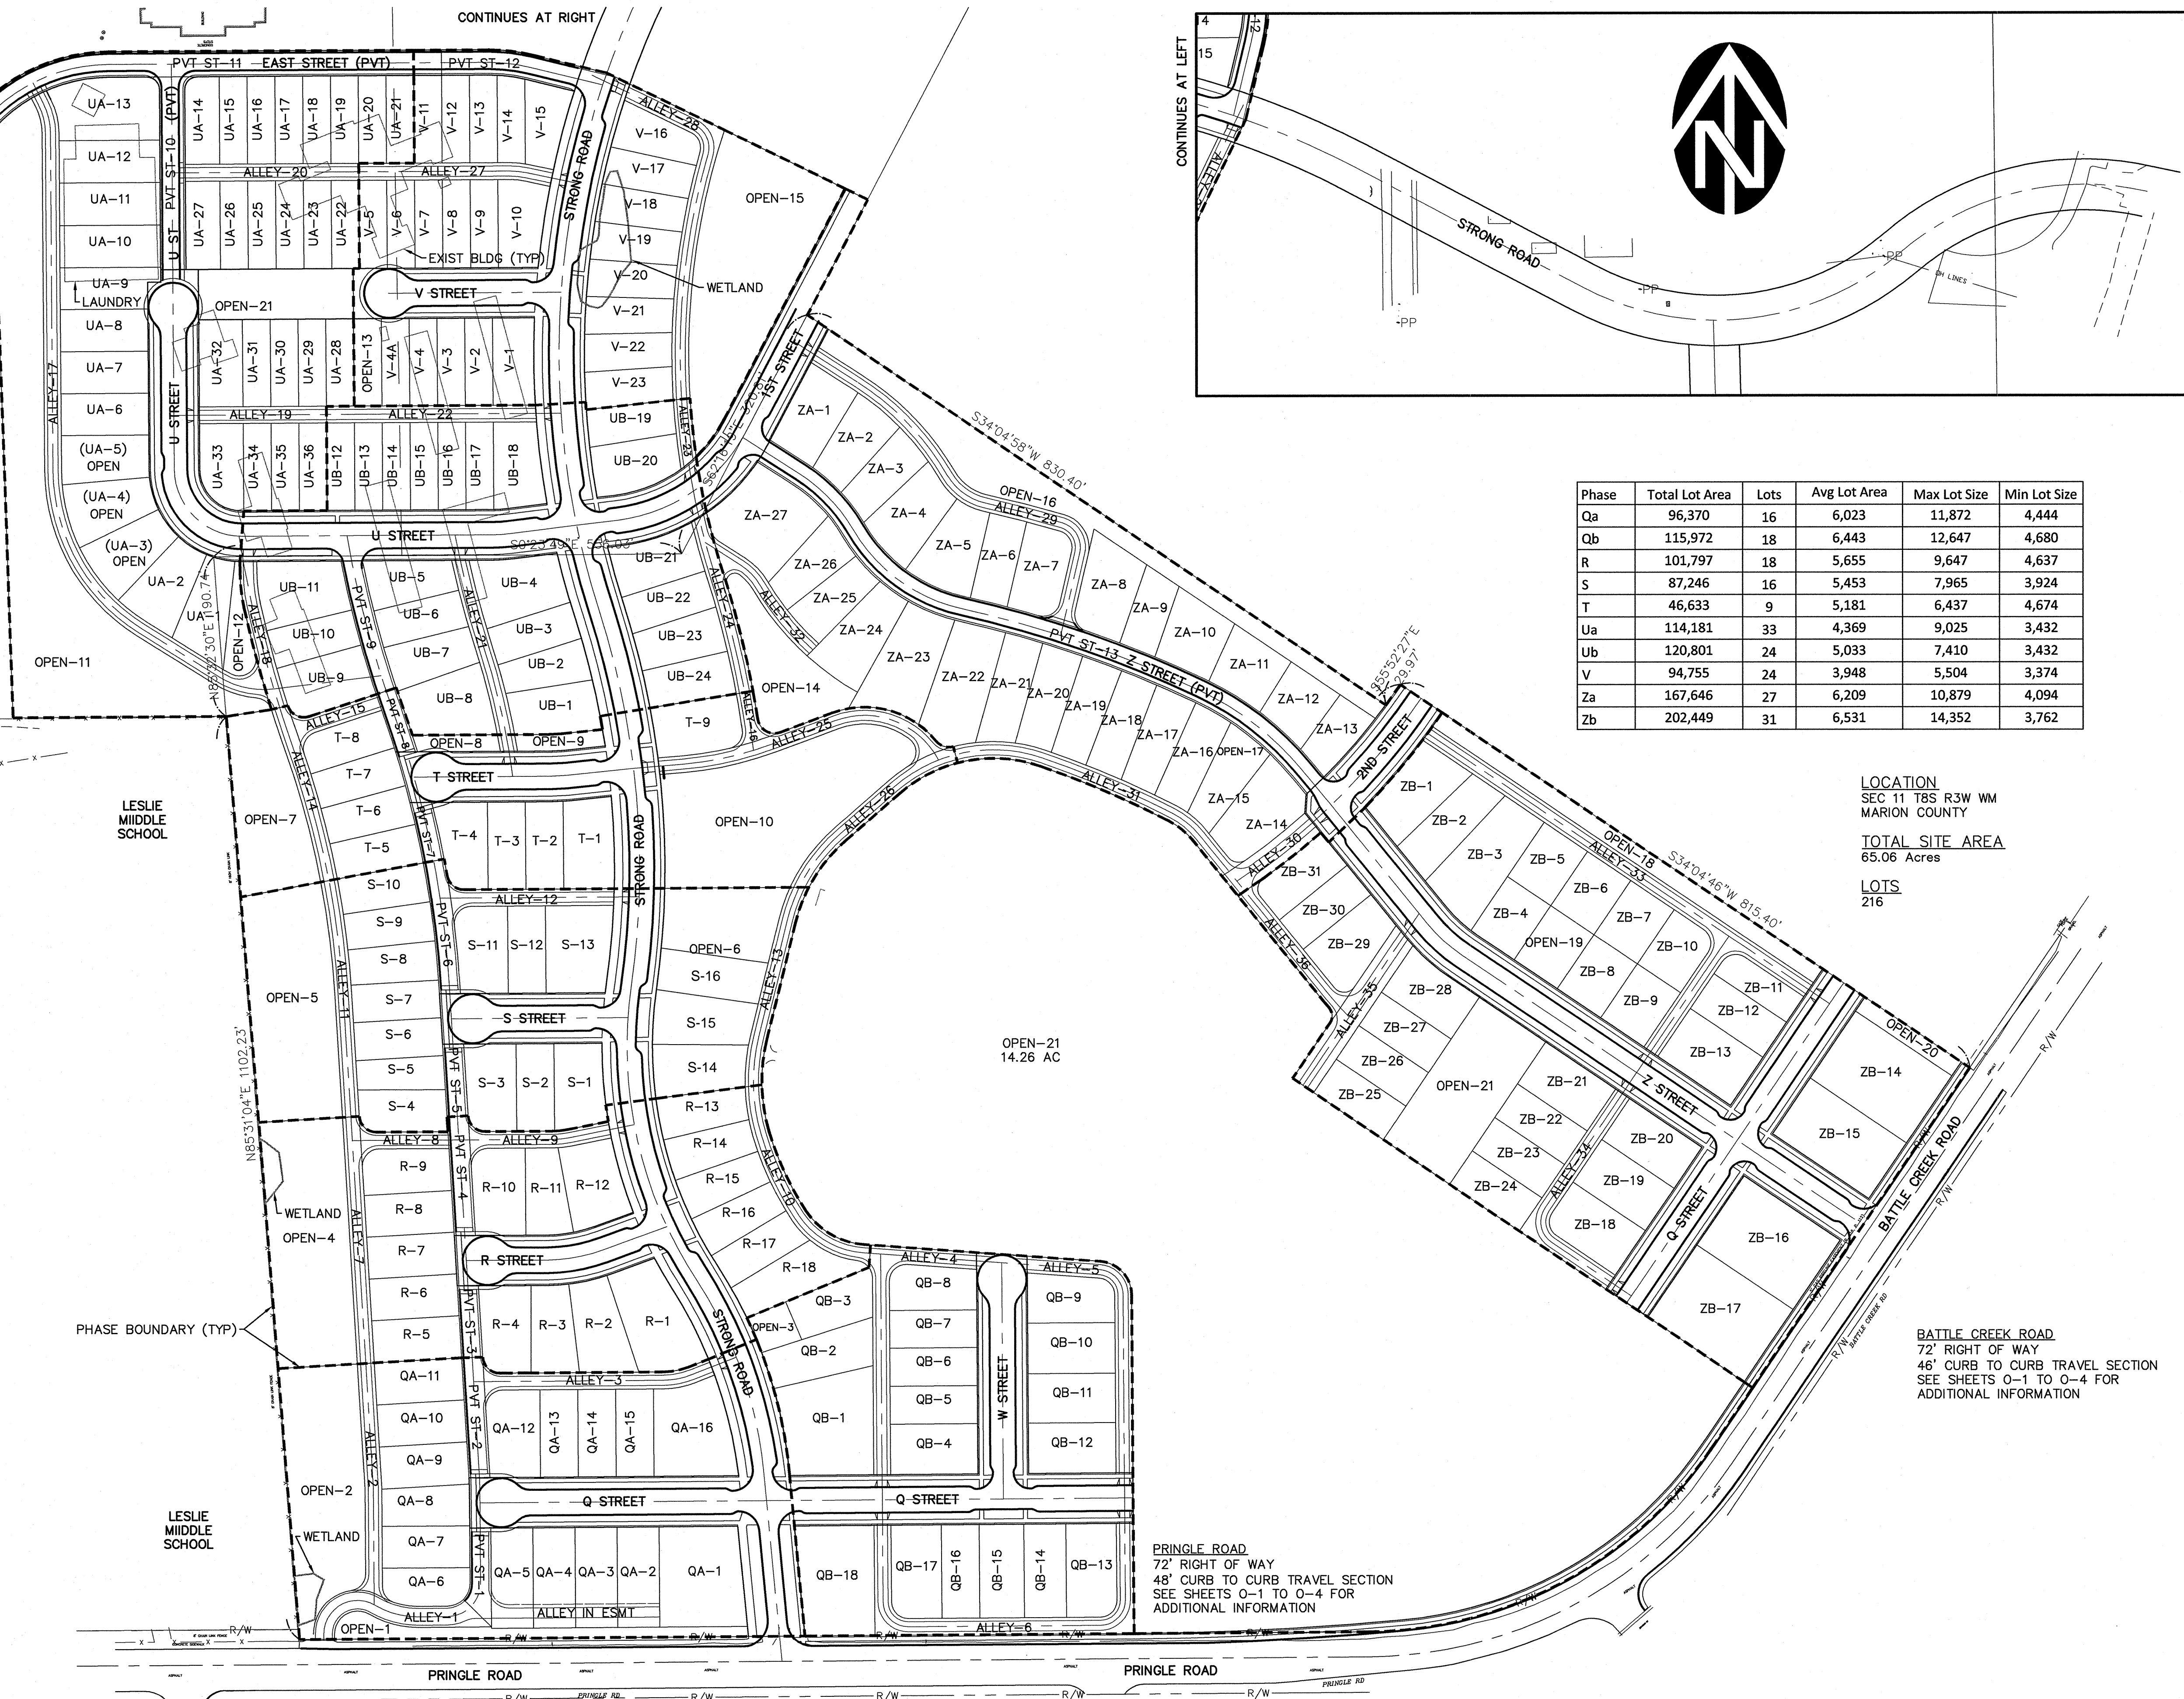 CONTINUES AT RIGHT
PVT ST-11
EAST STREET (PVT)
PVT ST-12
UA-13
UA-12
UA-11
UA-10
UA-9
LAUNDRY
UA-8
UA-7
UA-6
(UA-5)
OPEN
(UA-4)
OPEN
(UA-3)
OPEN
UA-2
UA-1
ALLEY-17
U ST
PVT ST-10
(PVT)
UA-14
UA-15
UA-16
UA-17
UA-18
UA-19
UA-20
UA-21
V-11
V-12
V-13
V-14
V-15
ALLEY-20
ALLEY-27
UA-27
UA-26
UA-25
UA-24
UA-23
UA-22
V-5
V-6
V-7
V-8
V-9
V-10
EXIST BLDG (TYP)
OPEN-21
V STREET
UA-32
UA-31
UA-30
UA-29
UA-28
OPEN-13
V-4A
V-4
V-3
V-2
V-1
U STREET
ALLEY-19
ALLEY-22
UA-33
UA-34
UA-35
UA-36
UB-12
UB-13
UB-14
UB-15
UB-16
UB-17
UB-18
STRONG ROAD
ALLEY-28
V-16
V-17
V-18
V-19
V-20
V-21
V-22
V-23
UB-19
UB-20
ALLEY-23
OPEN-15
WETLAND
1ST STREET
U STREET
S0°23'49"E 556.03'
OPEN-11
OPEN-12
N83°32'30"E 190.74'
ALLEY-18
UB-11
UB-10
UB-9
PVT ST-9
UB-5
UB-6
UB-7
UB-8
ALLEY-21
UB-4
UB-3
UB-2
UB-1
UB-21
UB-22
UB-23
UB-24
ALLEY-24
ALLEY-32
OPEN-14
ZA-1
ZA-2
ZA-3
ZA-4
ZA-5
ZA-6
ZA-7
ZA-8
ZA-9
ZA-10
ZA-11
ZA-12
ZA-13
OPEN-16
ALLEY-29
S34°04'58"W 830.40'
ZA-27
ZA-26
ZA-25
ZA-24
ZA-23
ZA-22
ZA-21
ZA-20
ZA-19
ZA-18
ZA-17
ZA-16
OPEN-17
ZA-15
ZA-14
PVT ST-13 Z STREET (PVT)
S55°52'27"E
29.97'
2ND STREET
ALLEY-15
PVT ST-8
OPEN-8
OPEN-9
T-9
ALLEY-16
ALLEY-25
T-8
T-7
T-6
T-5
ALLEY-14
OPEN-7
T STREET
T-4
T-3
T-2
T-1
PVT ST-7
STRONG ROAD
OPEN-10
ALLEY-26
ALLEY-31
ALLEY-30
LESLIE
MIIDDLE
SCHOOL
S-10
S-9
S-8
S-7
S-6
S-5
S-4
ALLEY-11
OPEN-5
PVT ST-6
ALLEY-12
S-11
S-12
S-13
S STREET
S-3
S-2
S-1
PVT ST-5
OPEN-6
S-16
S-15
S-14
ALLEY-13
OPEN-21
14.26 AC
N85°31'04"E 1102.23'
ALLEY-8
ALLEY-9
PVT ST-4
R-9
R-8
R-7
R-6
R-5
ALLEY-7
WETLAND
OPEN-4
R-10
R-11
R-12
R STREET
R-4
R-3
R-2
R-1
PVT ST-3
R-13
R-14
R-15
R-16
R-17
R-18
ALLEY-10
STRONG ROAD
PHASE BOUNDARY (TYP)
QA-11
QA-10
QA-9
QA-8
QA-7
QA-6
ALLEY-2
OPEN-2
PVT ST-2
ALLEY-3
QA-12
QA-13
QA-14
QA-15
QA-16
Q STREET
PVT ST-1
QA-5
QA-4
QA-3
QA-2
QA-1
ALLEY IN ESMT
ALLEY-1
OPEN-1
WETLAND
LESLIE
MIIDDLE
SCHOOL
OPEN-3
QB-3
QB-2
QB-1
ALLEY-4
ALLEY-5
QB-8
QB-7
QB-6
QB-5
QB-4
W STREET
QB-9
QB-10
QB-11
QB-12
Q STREET
QB-18
QB-17
QB-16
QB-15
QB-14
QB-13
ALLEY-6
R/W
R/W
R/W
R/W
R/W
R/W
PRINGLE ROAD
PRINGLE ROAD
PRINGLE RD
PRINGLE RD
R/W
R/W
R/W
R/W
R/W
PRINGLE ROAD
72' RIGHT OF WAY
48' CURB TO CURB TRAVEL SECTION
SEE SHEETS O-1 TO O-4 FOR
ADDITIONAL INFORMATION
ZB-1
ZB-2
ZB-3
ZB-5
ZB-4
ZB-6
ZB-7
OPEN-19
ZB-8
ZB-9
ZB-10
ZB-11
ZB-12
ZB-13
ZB-14
ZB-15
OPEN-18
ALLEY-33
OPEN-20
S34°04'46"W 815.40'
ZB-31
ZB-30
ZB-29
ALLEY-36
ALLEY-35
ZB-28
ZB-27
ZB-26
ZB-25
OPEN-21
ZB-21
ZB-22
ZB-23
ZB-24
ALLEY-34
ZB-20
ZB-19
ZB-18
Z STREET
Q STREET
ZB-16
ZB-17
BATTLE CREEK ROAD
BATTLE CREEK RD
R/W
R/W
R/W
R/W
R/W
R/W
BATTLE CREEK ROAD
72' RIGHT OF WAY
46' CURB TO CURB TRAVEL SECTION
SEE SHEETS O-1 TO O-4 FOR
ADDITIONAL INFORMATION
CONTINUES AT LEFT
15
STRONG ROAD
N
PP
PP
PP
OH LINES
Phase Total Lot Area Lots Avg Lot Area Max Lot Size Min Lot Size
Qa 96,370 16 6,023 11,872 4,444
Qb 115,972 18 6,443 12,647 4,680
R 101,797 18 5,655 9,647 4,637
S 87,246 16 5,453 7,965 3,924
T 46,633 9 5,181 6,437 4,674
Ua 114,181 33 4,369 9,025 3,432
Ub 120,801 24 5,033 7,410 3,432
V 94,755 24 3,948 5,504 3,374
Za 167,646 27 6,209 10,879 4,094
Zb 202,449 31 6,531 14,352 3,762
LOCATION
SEC 11 T8S R3W WM
MARION COUNTY
TOTAL SITE AREA
65.06 Acres
LOTS
216